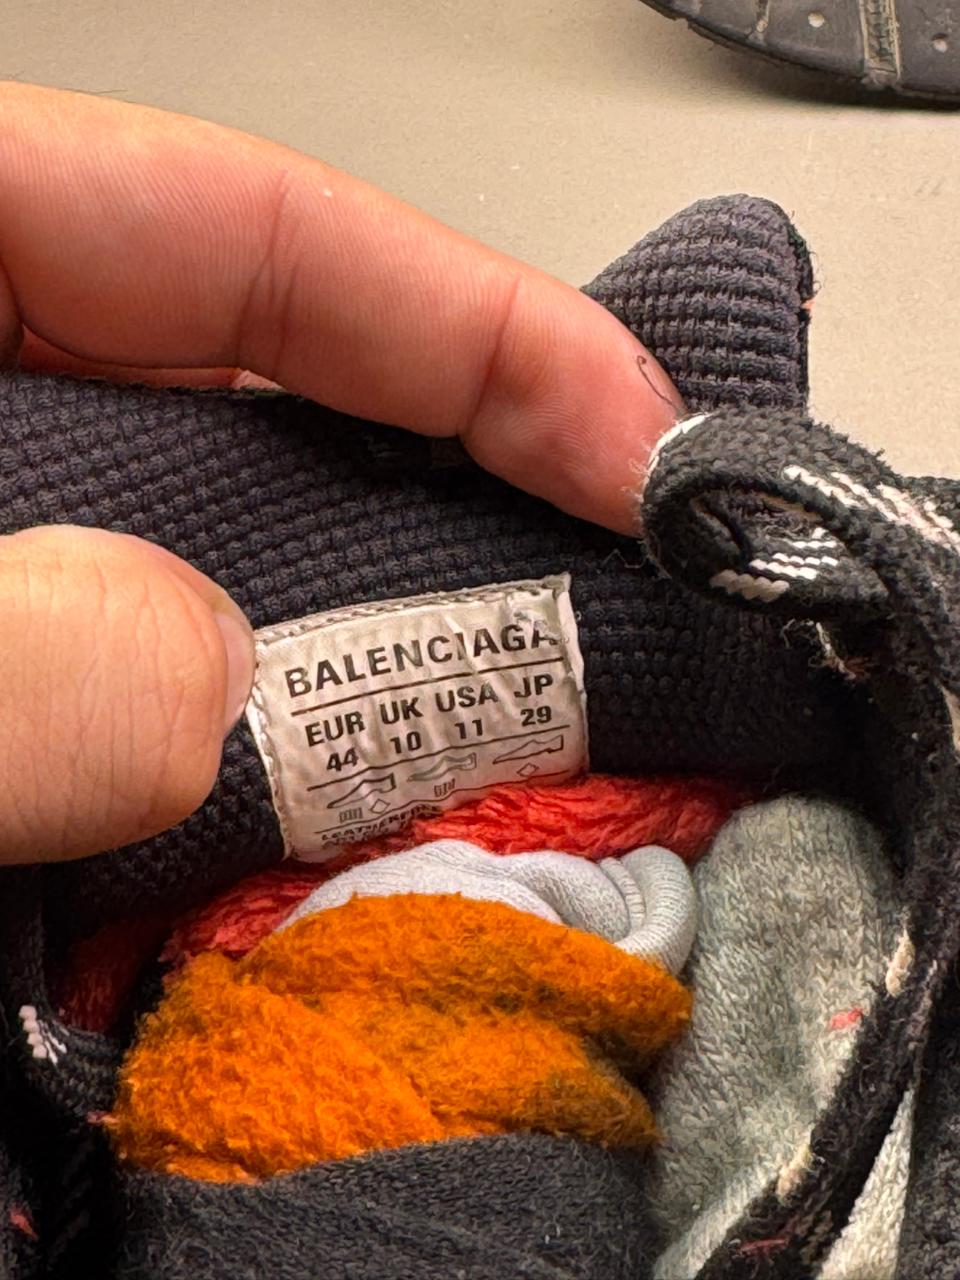 BALENCIAGA
EUR UK USA JP
44 10 11 29